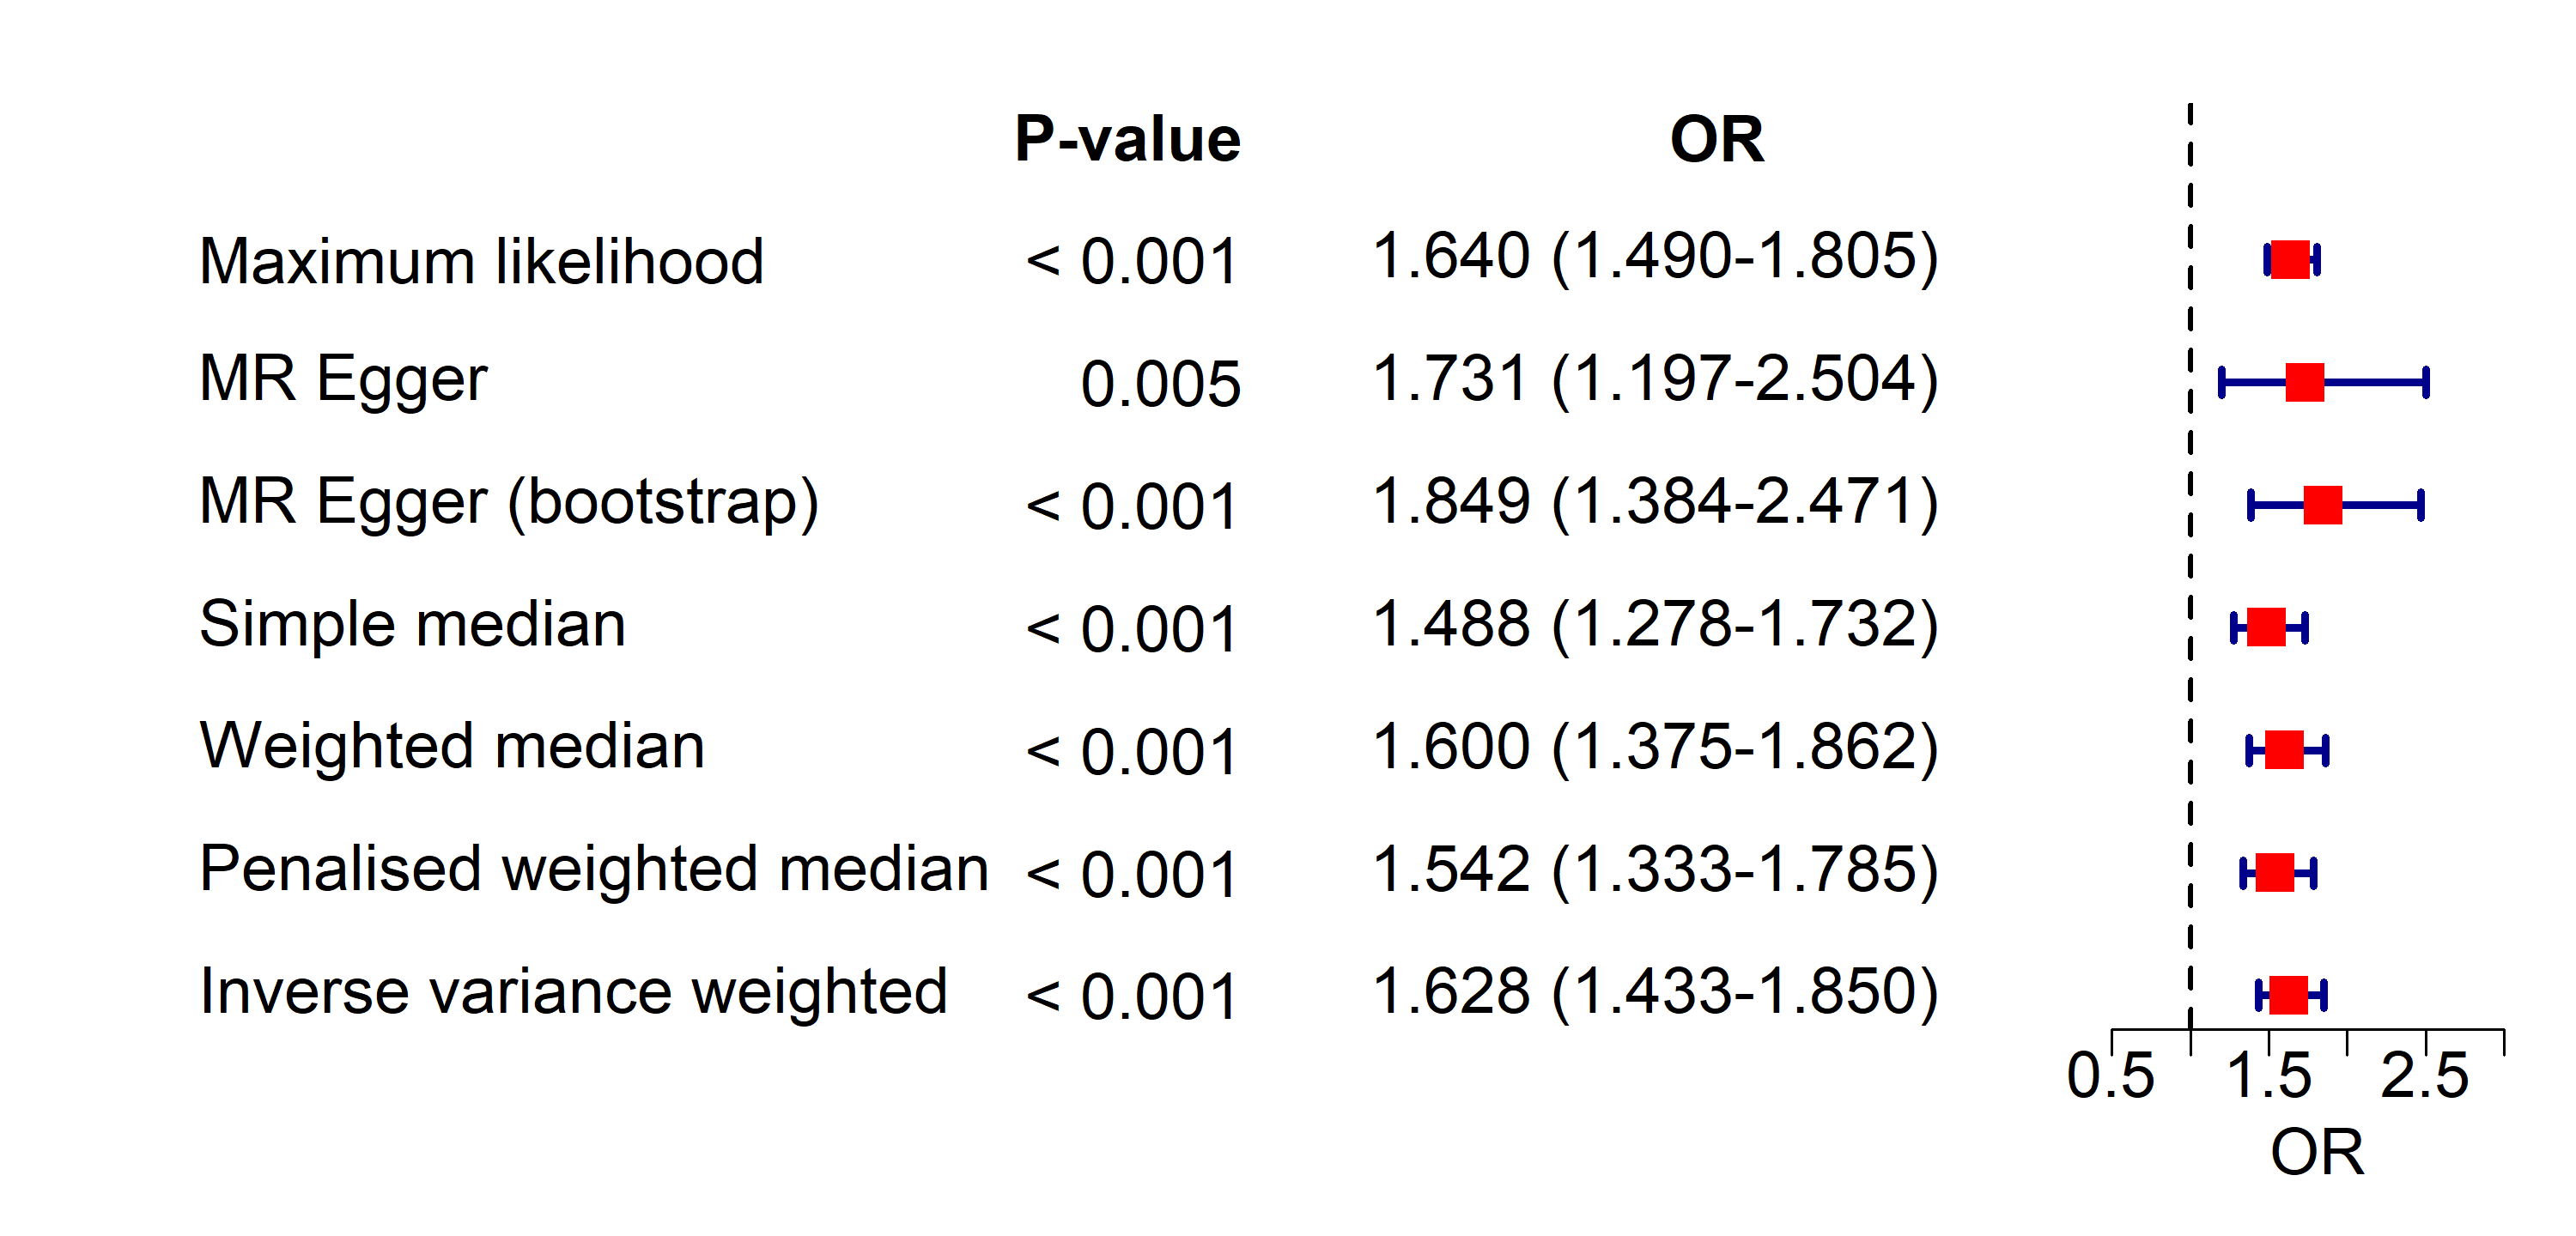 P-value OR
Maximum likelihood < 0.001 1.640 (1.490-1.805)
MR Egger 0.005 1.731 (1.197-2.504)
MR Egger (bootstrap) < 0.001 1.849 (1.384-2.471)
Simple median < 0.001 1.488 (1.278-1.732)
Weighted median < 0.001 1.600 (1.375-1.862)
Penalised weighted median < 0.001 1.542 (1.333-1.785)
Inverse variance weighted < 0.001 1.628 (1.433-1.850)
0.5 1.5 2.5
OR